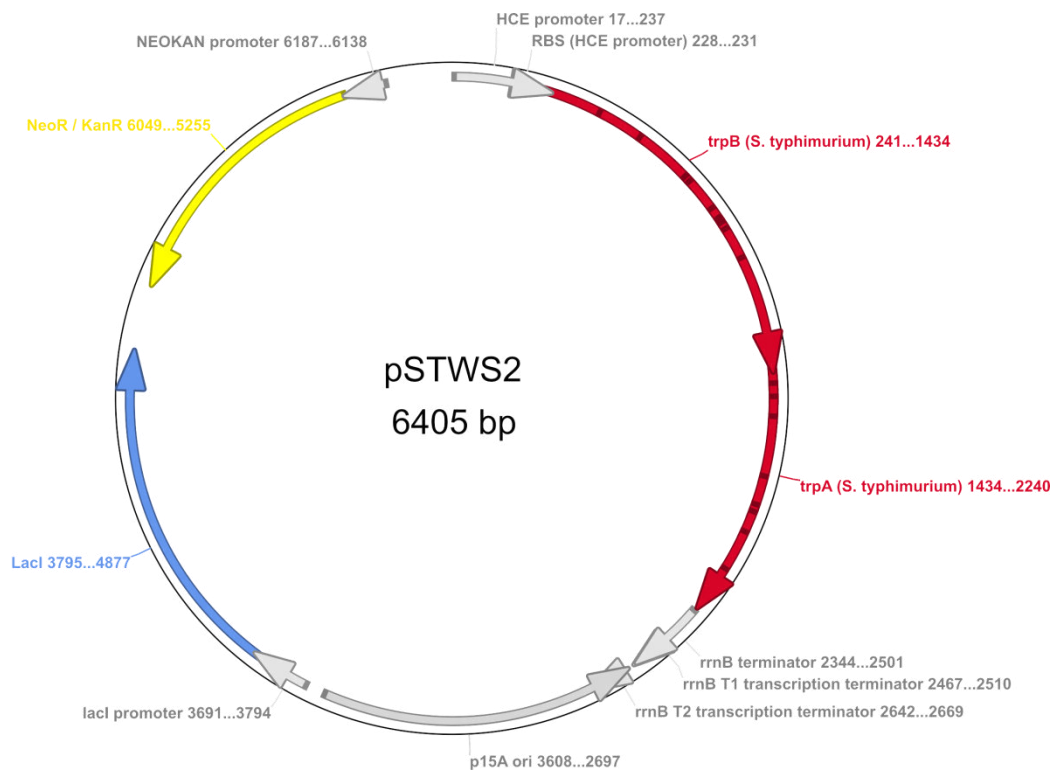 HCE promoter 17...237
NEOKAN promoter 6187...6138
RBS (HCE promoter) 228...231
NeoR / KanR 6049...5255
trpB (S. typhimurium) 241...1434
pSTWS2
6405 bp
trpA (S. typhimurium) 1434...2240
LacI 3795...4877
rrnB terminator 2344...2501
rrnB T1 transcription terminator 2467...2510
lacI promoter 3691...3794
rrnB T2 transcription terminator 2642...2669
p15A ori 3608...2697